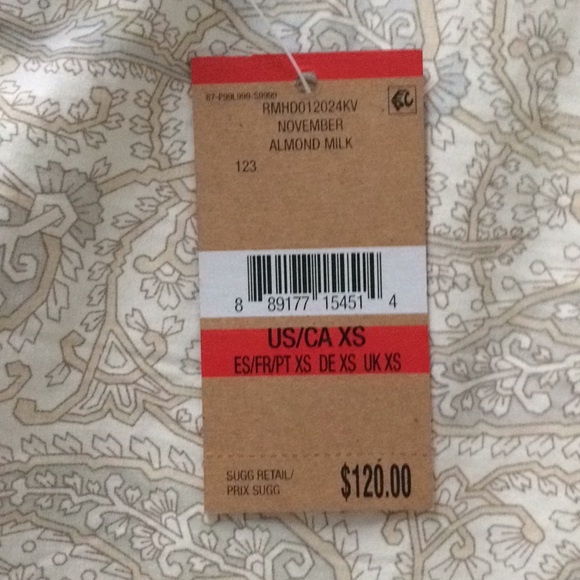 RMHD012024KV
NOVEMBER
ALMOND MILK
123
8 89177 15451 4
US/CA XS
ES/FR/PT XS DE XS UK XS
SUGG RETAIL/
PRIX SUGG
$120.00